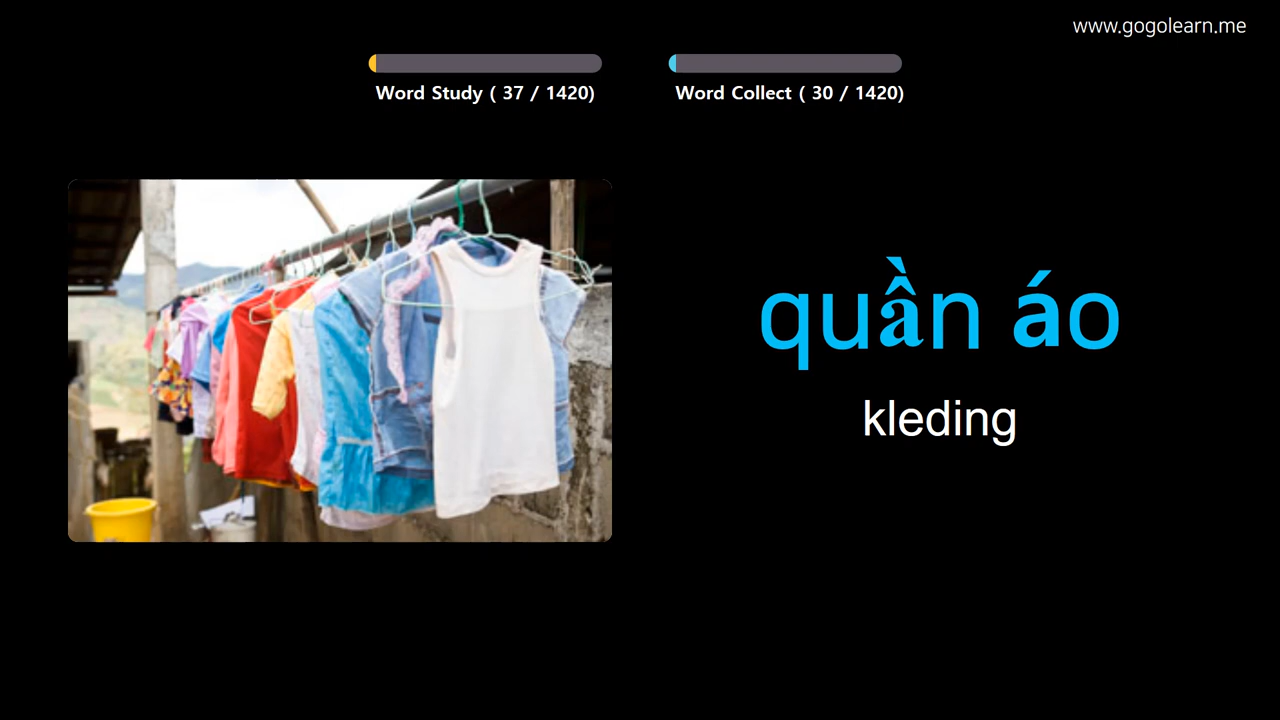 www.gogolearn.me
Word Study ( 37 / 1420)
Word Collect ( 30 / 1420)
quần áo
kleding